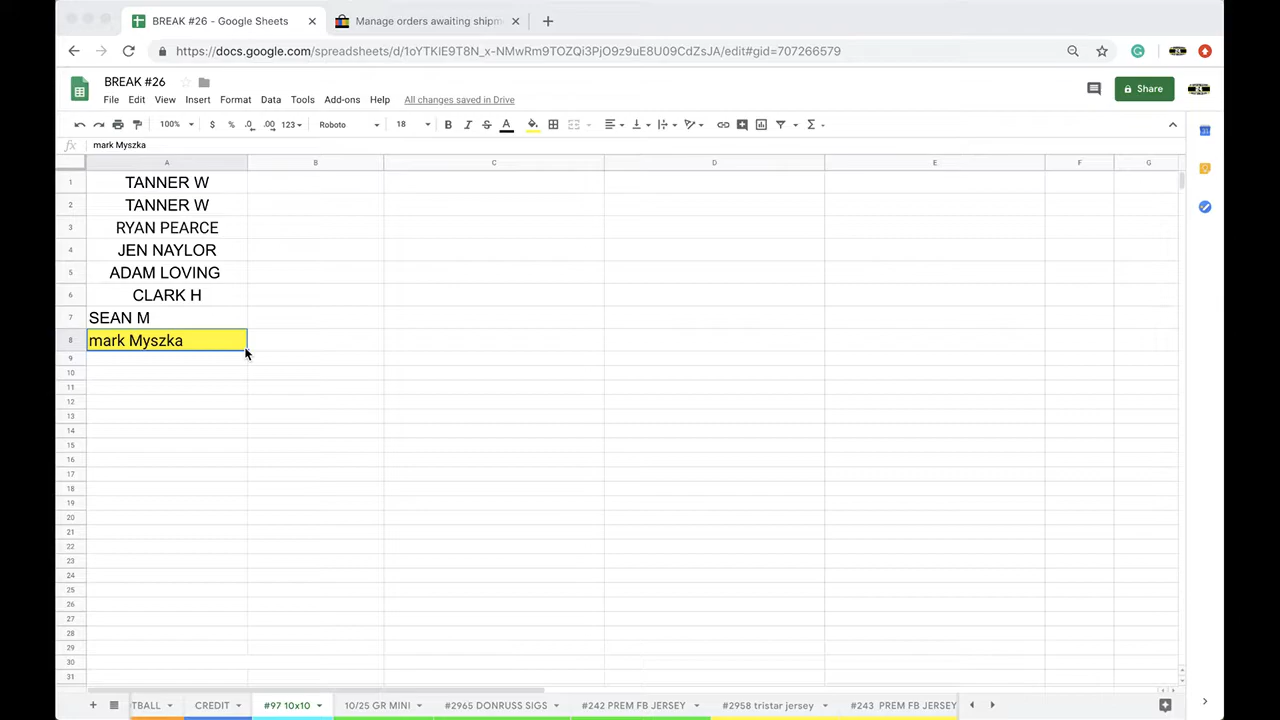 BREAK #26 - Google Sheets
Manage orders awaiting shipm
https://docs.google.com/spreadsheets/d/1oYTKlE9T8N_x-NMwRm9TOZQi3PjO9z9uE8U09CdZsJA/edit#gid=707266579
BREAK #26
File Edit View Insert Format Data Tools Add-ons Help All changes saved in Drive
Share
100% $ % .0 .00 123 Roboto 18 B I S A
fx mark Myszka
A B C D E F G
1 TANNER W
2 TANNER W
3 RYAN PEARCE
4 JEN NAYLOR
5 ADAM LOVING
6 CLARK H
7 SEAN M
8 mark Myszka
9
10
11
12
13
14
15
16
17
18
19
20
21
22
23
24
25
26
27
28
29
30
31
TBALL CREDIT #97 10x10 10/25 GR MINI #2965 DONRUSS SIGS #242 PREM FB JERSEY #2958 tristar jersey #243 PREM FB JERSEY